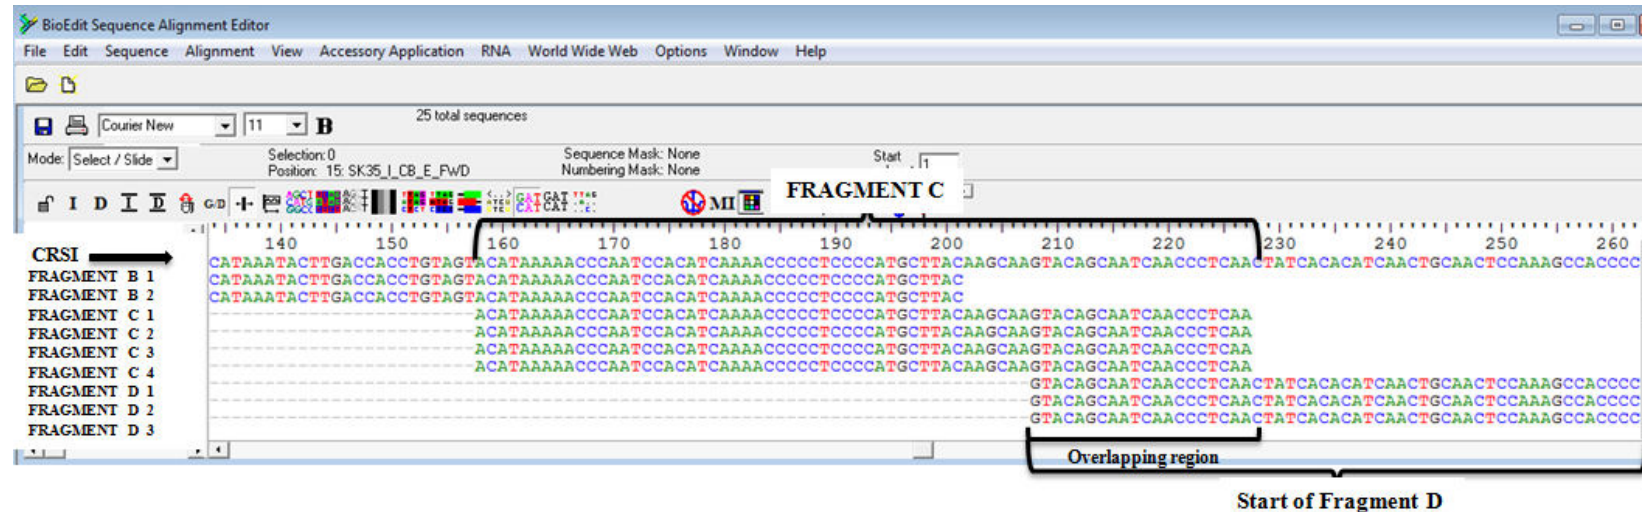 BioEdit Sequence Alignment Editor
File Edit Sequence Alignment View Accessory Application RNA World Wide Web Options Window Help
Courier New 11 B 25 total sequences
Mode: Select / Slide Selection: 0 Sequence Mask: None Start 1
Position: 15: SK35_I_CB_E_FWD Numbering Mask: None
I D I D G/D MI FRAGMENT C
140 150 160 170 180 190 200 210 220 230 240 250 260
CRSI CATAAATACTTGACCACCTGTAGTACATAAAAACCCAATCCACATCAAAACCCCCTCCCCATGCTTACAAGCAAGTACAGCAATCAACCCTCAACTATCACACATCAACTGCAACTCCAAAGCCACCCC
FRAGMENT B 1 CATAAATACTTGACCACCTGTAGTACATAAAAACCCAATCCACATCAAAACCCCCTCCCCATGCTTAC
FRAGMENT B 2 CATAAATACTTGACCACCTGTAGTACATAAAAACCCAATCCACATCAAAACCCCCTCCCCATGCTTAC
FRAGMENT C 1 ------------------------ACATAAAAACCCAATCCACATCAAAACCCCCTCCCCATGCTTACAAGCAAGTACAGCAATCAACCCTCAA
FRAGMENT C 2 ------------------------ACATAAAAACCCAATCCACATCAAAACCCCCTCCCCATGCTTACAAGCAAGTACAGCAATCAACCCTCAA
FRAGMENT C 3 ------------------------ACATAAAAACCCAATCCACATCAAAACCCCCTCCCCATGCTTACAAGCAAGTACAGCAATCAACCCTCAA
FRAGMENT C 4 ------------------------ACATAAAAACCCAATCCACATCAAAACCCCCTCCCCATGCTTACAAGCAAGTACAGCAATCAACCCTCAA
FRAGMENT D 1 --------------------------------------------------------------------------GTACAGCAATCAACCCTCAACTATCACACATCAACTGCAACTCCAAAGCCACCCC
FRAGMENT D 2 --------------------------------------------------------------------------GTACAGCAATCAACCCTCAACTATCACACATCAACTGCAACTCCAAAGCCACCCC
FRAGMENT D 3 --------------------------------------------------------------------------GTACAGCAATCAACCCTCAACTATCACACATCAACTGCAACTCCAAAGCCACCCC
Overlapping region
Start of Fragment D